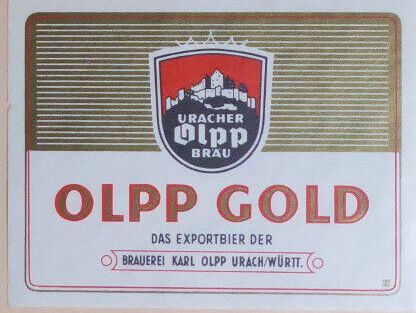 URACHER
Olpp
BRÄU
OLPP GOLD
DAS EXPORTBIER DER
BRAUEREI KARL OLPP URACH/WÜRTT.